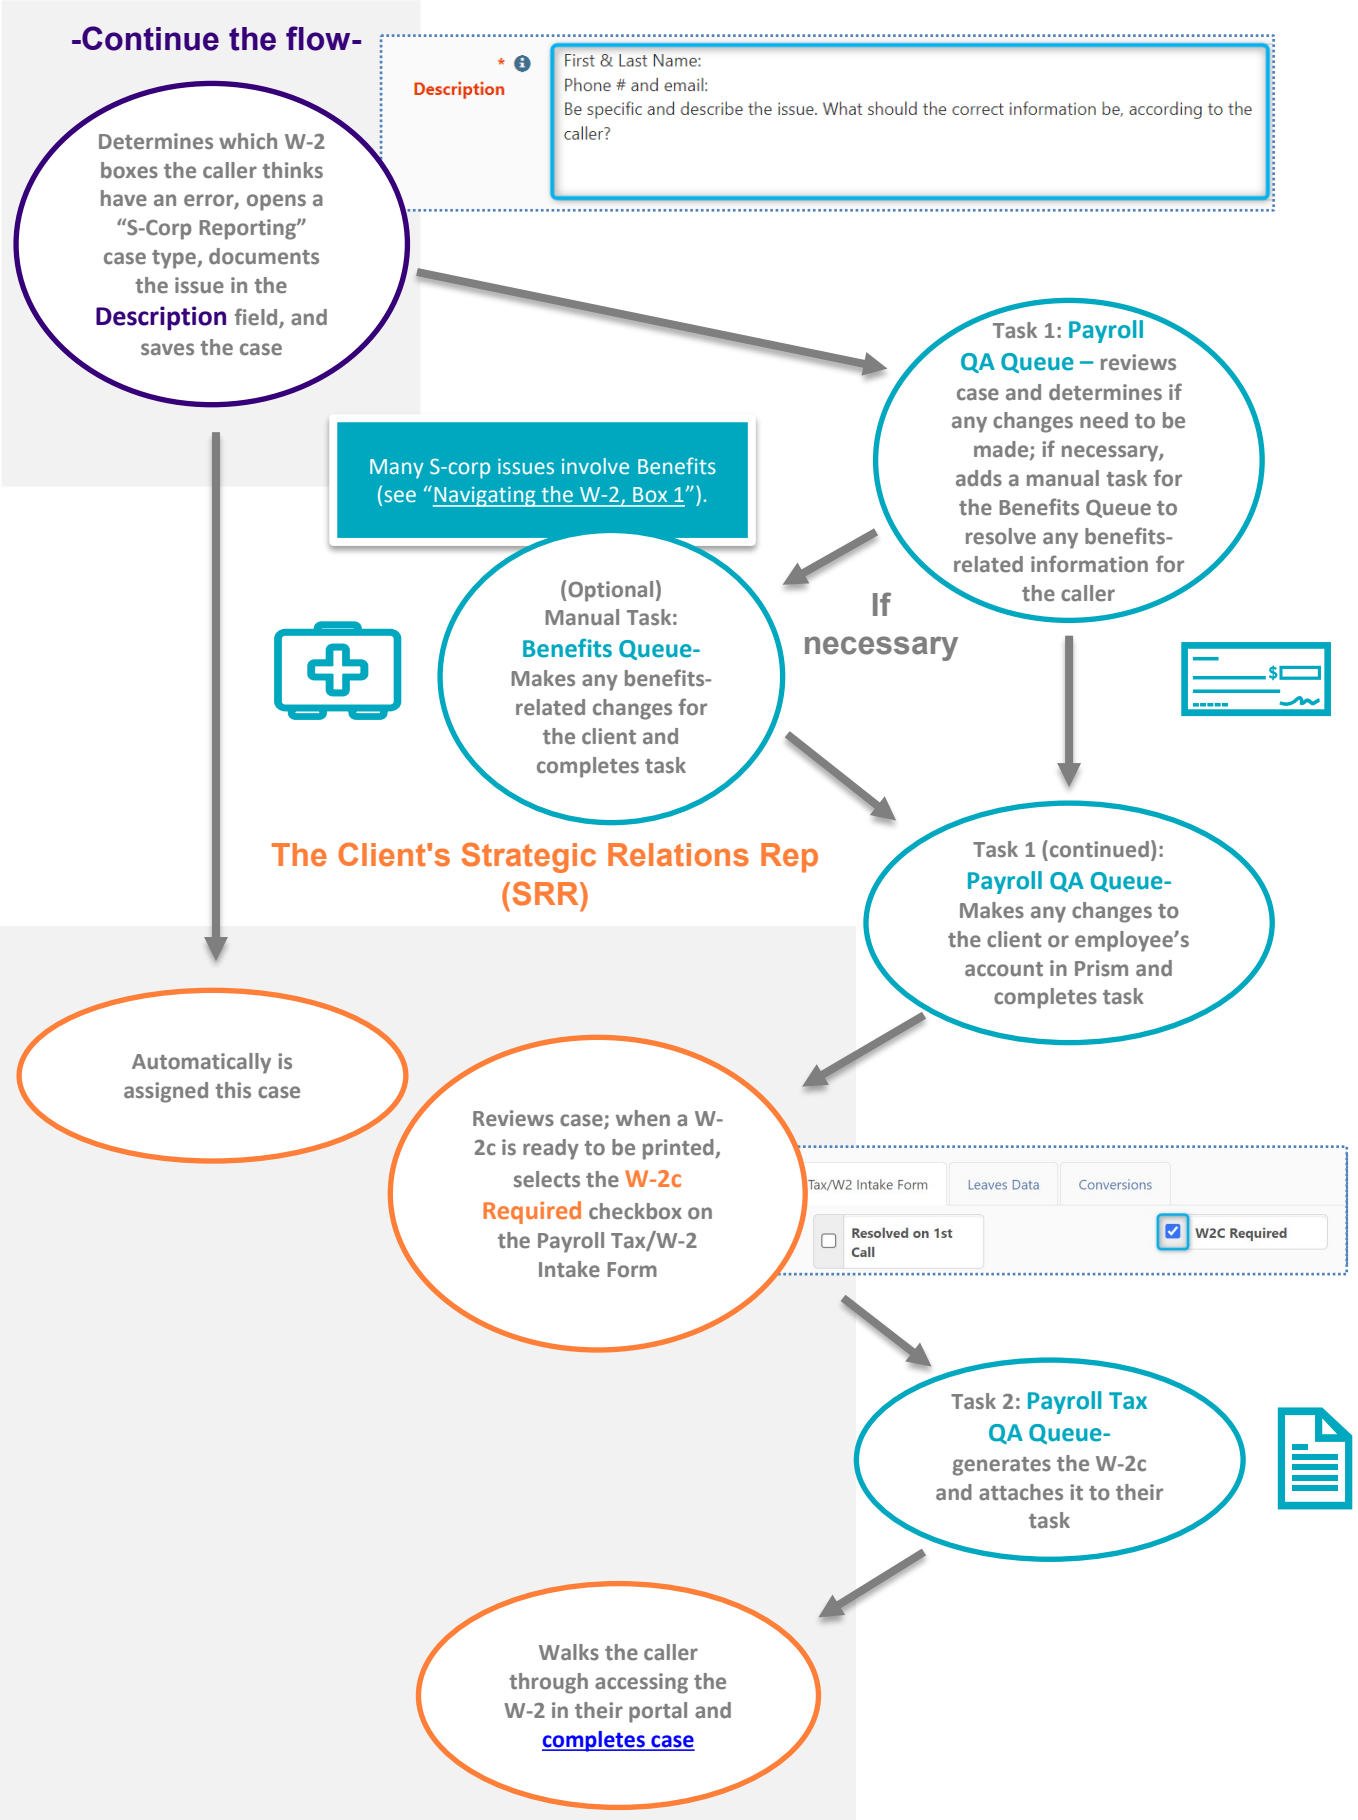 -Continue the flow-
* 
Description
First & Last Name:
Phone # and email:
Be specific and describe the issue. What should the correct information be, according to the
caller?
Determines which W-2
boxes the caller thinks
have an error, opens a
“S-Corp Reporting”
case type, documents
the issue in the
Description field, and
saves the case
Task 1: Payroll
QA Queue – reviews
case and determines if
any changes need to be
made; if necessary,
adds a manual task for
the Benefits Queue to
resolve any benefits-
related information for
the caller
Many S-corp issues involve Benefits
(see “Navigating the W-2, Box 1”).
If
necessary
(Optional)
Manual Task:
Benefits Queue-
Makes any benefits-
related changes for
the client and
completes task
$
The Client's Strategic Relations Rep
(SRR)
Task 1 (continued):
Payroll QA Queue-
Makes any changes to
the client or employee’s
account in Prism and
completes task
Automatically is
assigned this case
Reviews case; when a W-
2c is ready to be printed,
selects the W-2c
Required checkbox on
the Payroll Tax/W-2
Intake Form
Tax/W2 Intake Form
Leaves Data
Conversions
Resolved on 1st
Call
W2C Required
Task 2: Payroll Tax
QA Queue-
generates the W-2c
and attaches it to their
task
Walks the caller
through accessing the
W-2 in their portal and
completes case